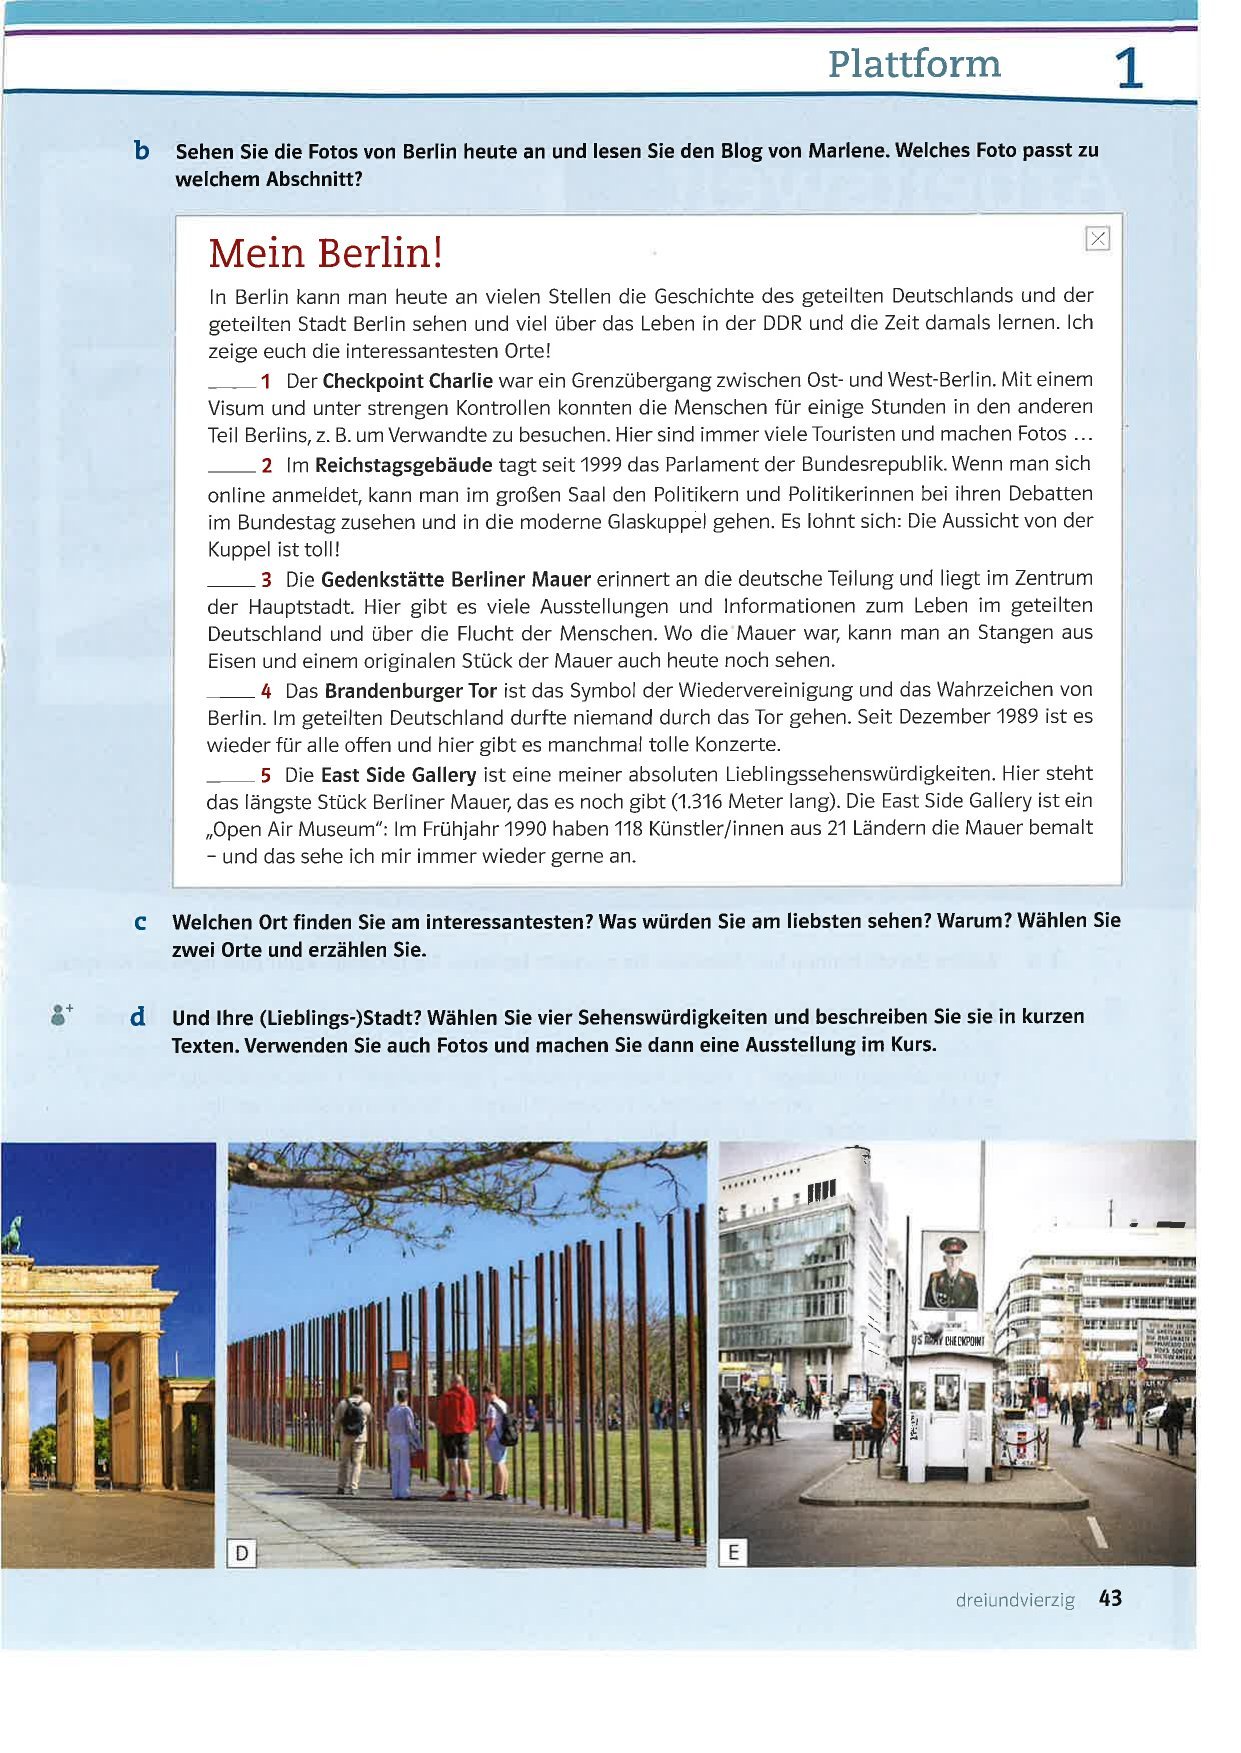 Plattform 1
b Sehen Sie die Fotos von Berlin heute an und lesen Sie den Blog von Marlene. Welches Foto passt zu
welchem Abschnitt?
Mein Berlin!
In Berlin kann man heute an vielen Stellen die Geschichte des geteilten Deutschlands und der
geteilten Stadt Berlin sehen und viel über das Leben in der DDR und die Zeit damals lernen. Ich
zeige euch die interessantesten Orte!
____ 1 Der Checkpoint Charlie war ein Grenzübergang zwischen Ost- und West-Berlin. Mit einem
Visum und unter strengen Kontrollen konnten die Menschen für einige Stunden in den anderen
Teil Berlins, z. B. um Verwandte zu besuchen. Hier sind immer viele Touristen und machen Fotos ...
____ 2 Im Reichstagsgebäude tagt seit 1999 das Parlament der Bundesrepublik. Wenn man sich
online anmeldet, kann man im großen Saal den Politikern und Politikerinnen bei ihren Debatten
im Bundestag zusehen und in die moderne Glaskuppel gehen. Es lohnt sich: Die Aussicht von der
Kuppel ist toll!
____ 3 Die Gedenkstätte Berliner Mauer erinnert an die deutsche Teilung und liegt im Zentrum
der Hauptstadt. Hier gibt es viele Ausstellungen und Informationen zum Leben im geteilten
Deutschland und über die Flucht der Menschen. Wo die Mauer war, kann man an Stangen aus
Eisen und einem originalen Stück der Mauer auch heute noch sehen.
____ 4 Das Brandenburger Tor ist das Symbol der Wiedervereinigung und das Wahrzeichen von
Berlin. Im geteilten Deutschland durfte niemand durch das Tor gehen. Seit Dezember 1989 ist es
wieder für alle offen und hier gibt es manchmal tolle Konzerte.
____ 5 Die East Side Gallery ist eine meiner absoluten Lieblingssehenswürdigkeiten. Hier steht
das längste Stück Berliner Mauer, das es noch gibt (1.316 Meter lang). Die East Side Gallery ist ein
„Open Air Museum“: Im Frühjahr 1990 haben 118 Künstler/innen aus 21 Ländern die Mauer bemalt
– und das sehe ich mir immer wieder gerne an.
c Welchen Ort finden Sie am interessantesten? Was würden Sie am liebsten sehen? Warum? Wählen Sie
zwei Orte und erzählen Sie.
d Und Ihre (Lieblings-)Stadt? Wählen Sie vier Sehenswürdigkeiten und beschreiben Sie sie in kurzen
Texten. Verwenden Sie auch Fotos und machen Sie dann eine Ausstellung im Kurs.
US ARMY CHECKPOINT
D
E
dreiundvierzig 43